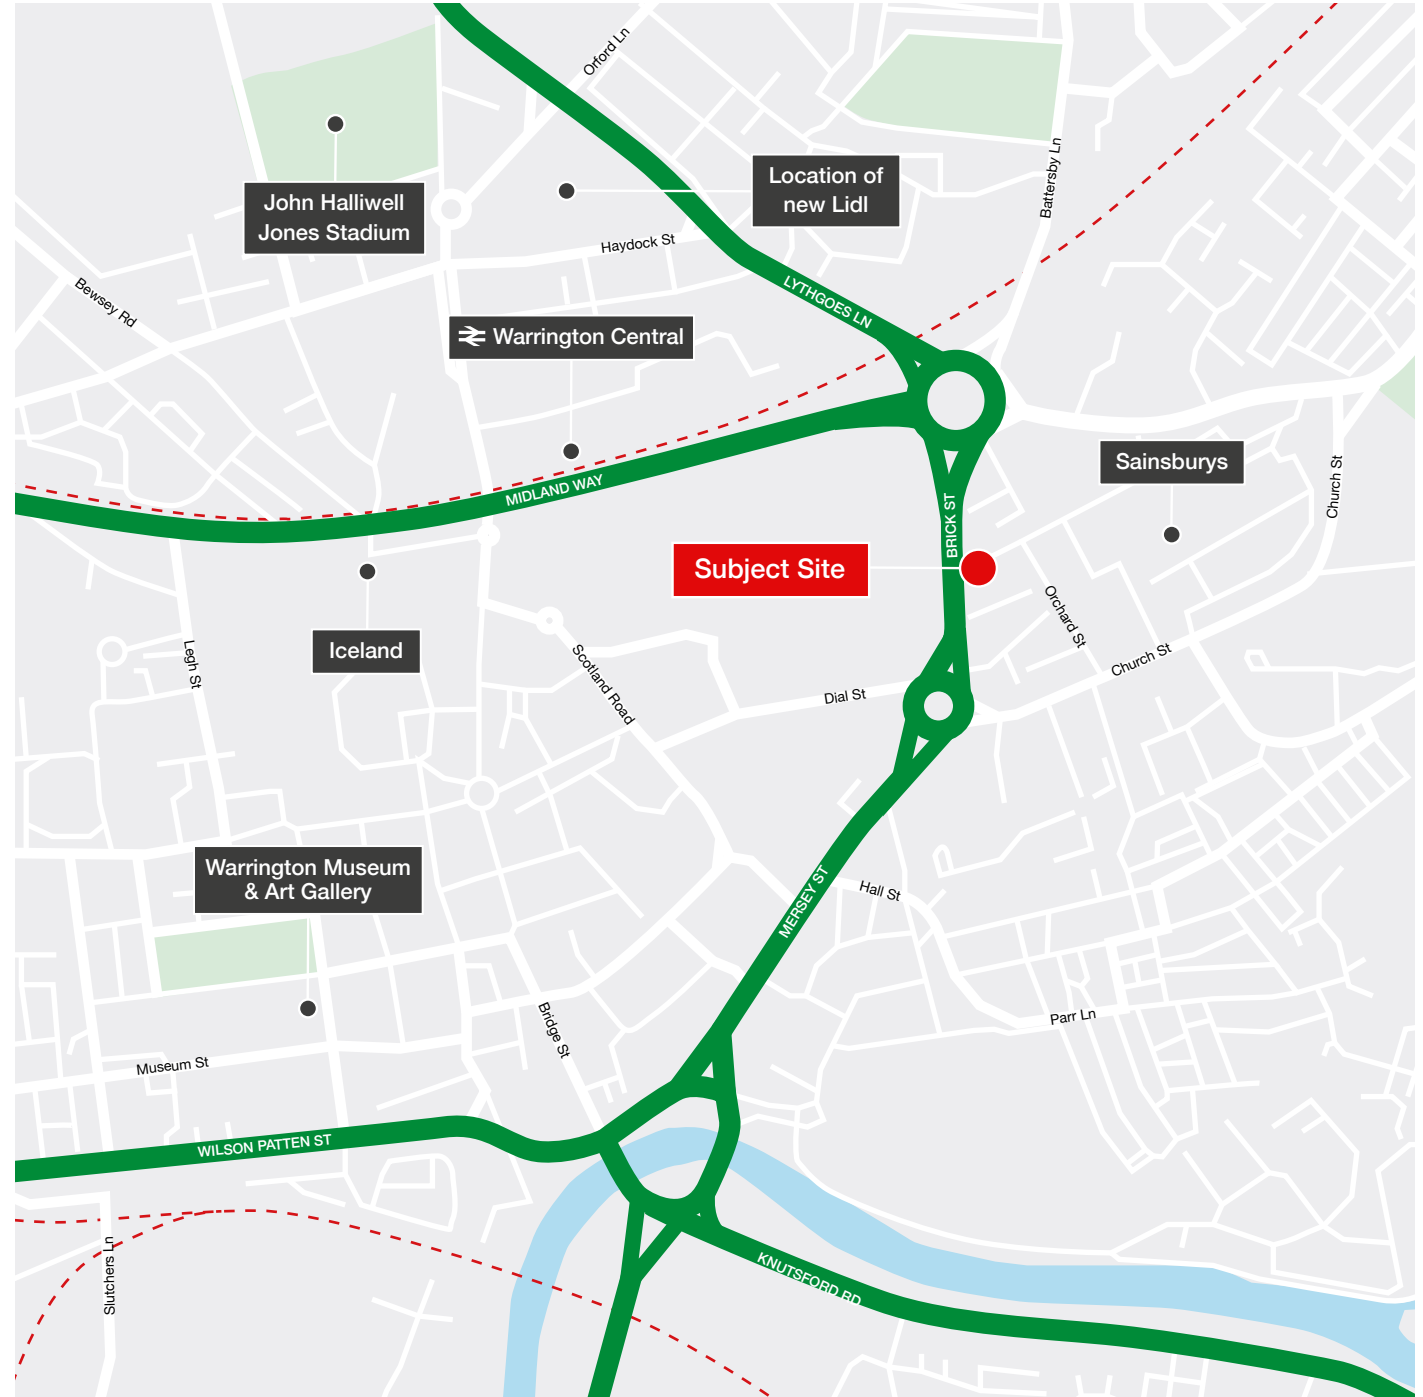 Orford Ln
Battersby Ln
Location of
new Lidl
John Halliwell
Jones Stadium
Haydock St
Bewsey Rd
LYTHGOES LN
Warrington Central
Sainsburys
Church St
MIDLAND WAY
BRICK ST
Subject Site
Orchard St
Iceland
Legh St
Scotland Road
Church St
Dial St
Warrington Museum
& Art Gallery
MERSEY ST
Hall St
Bridge St
Parr Ln
Museum St
WILSON PATTEN ST
Slutchers Ln
KNUTSFORD RD